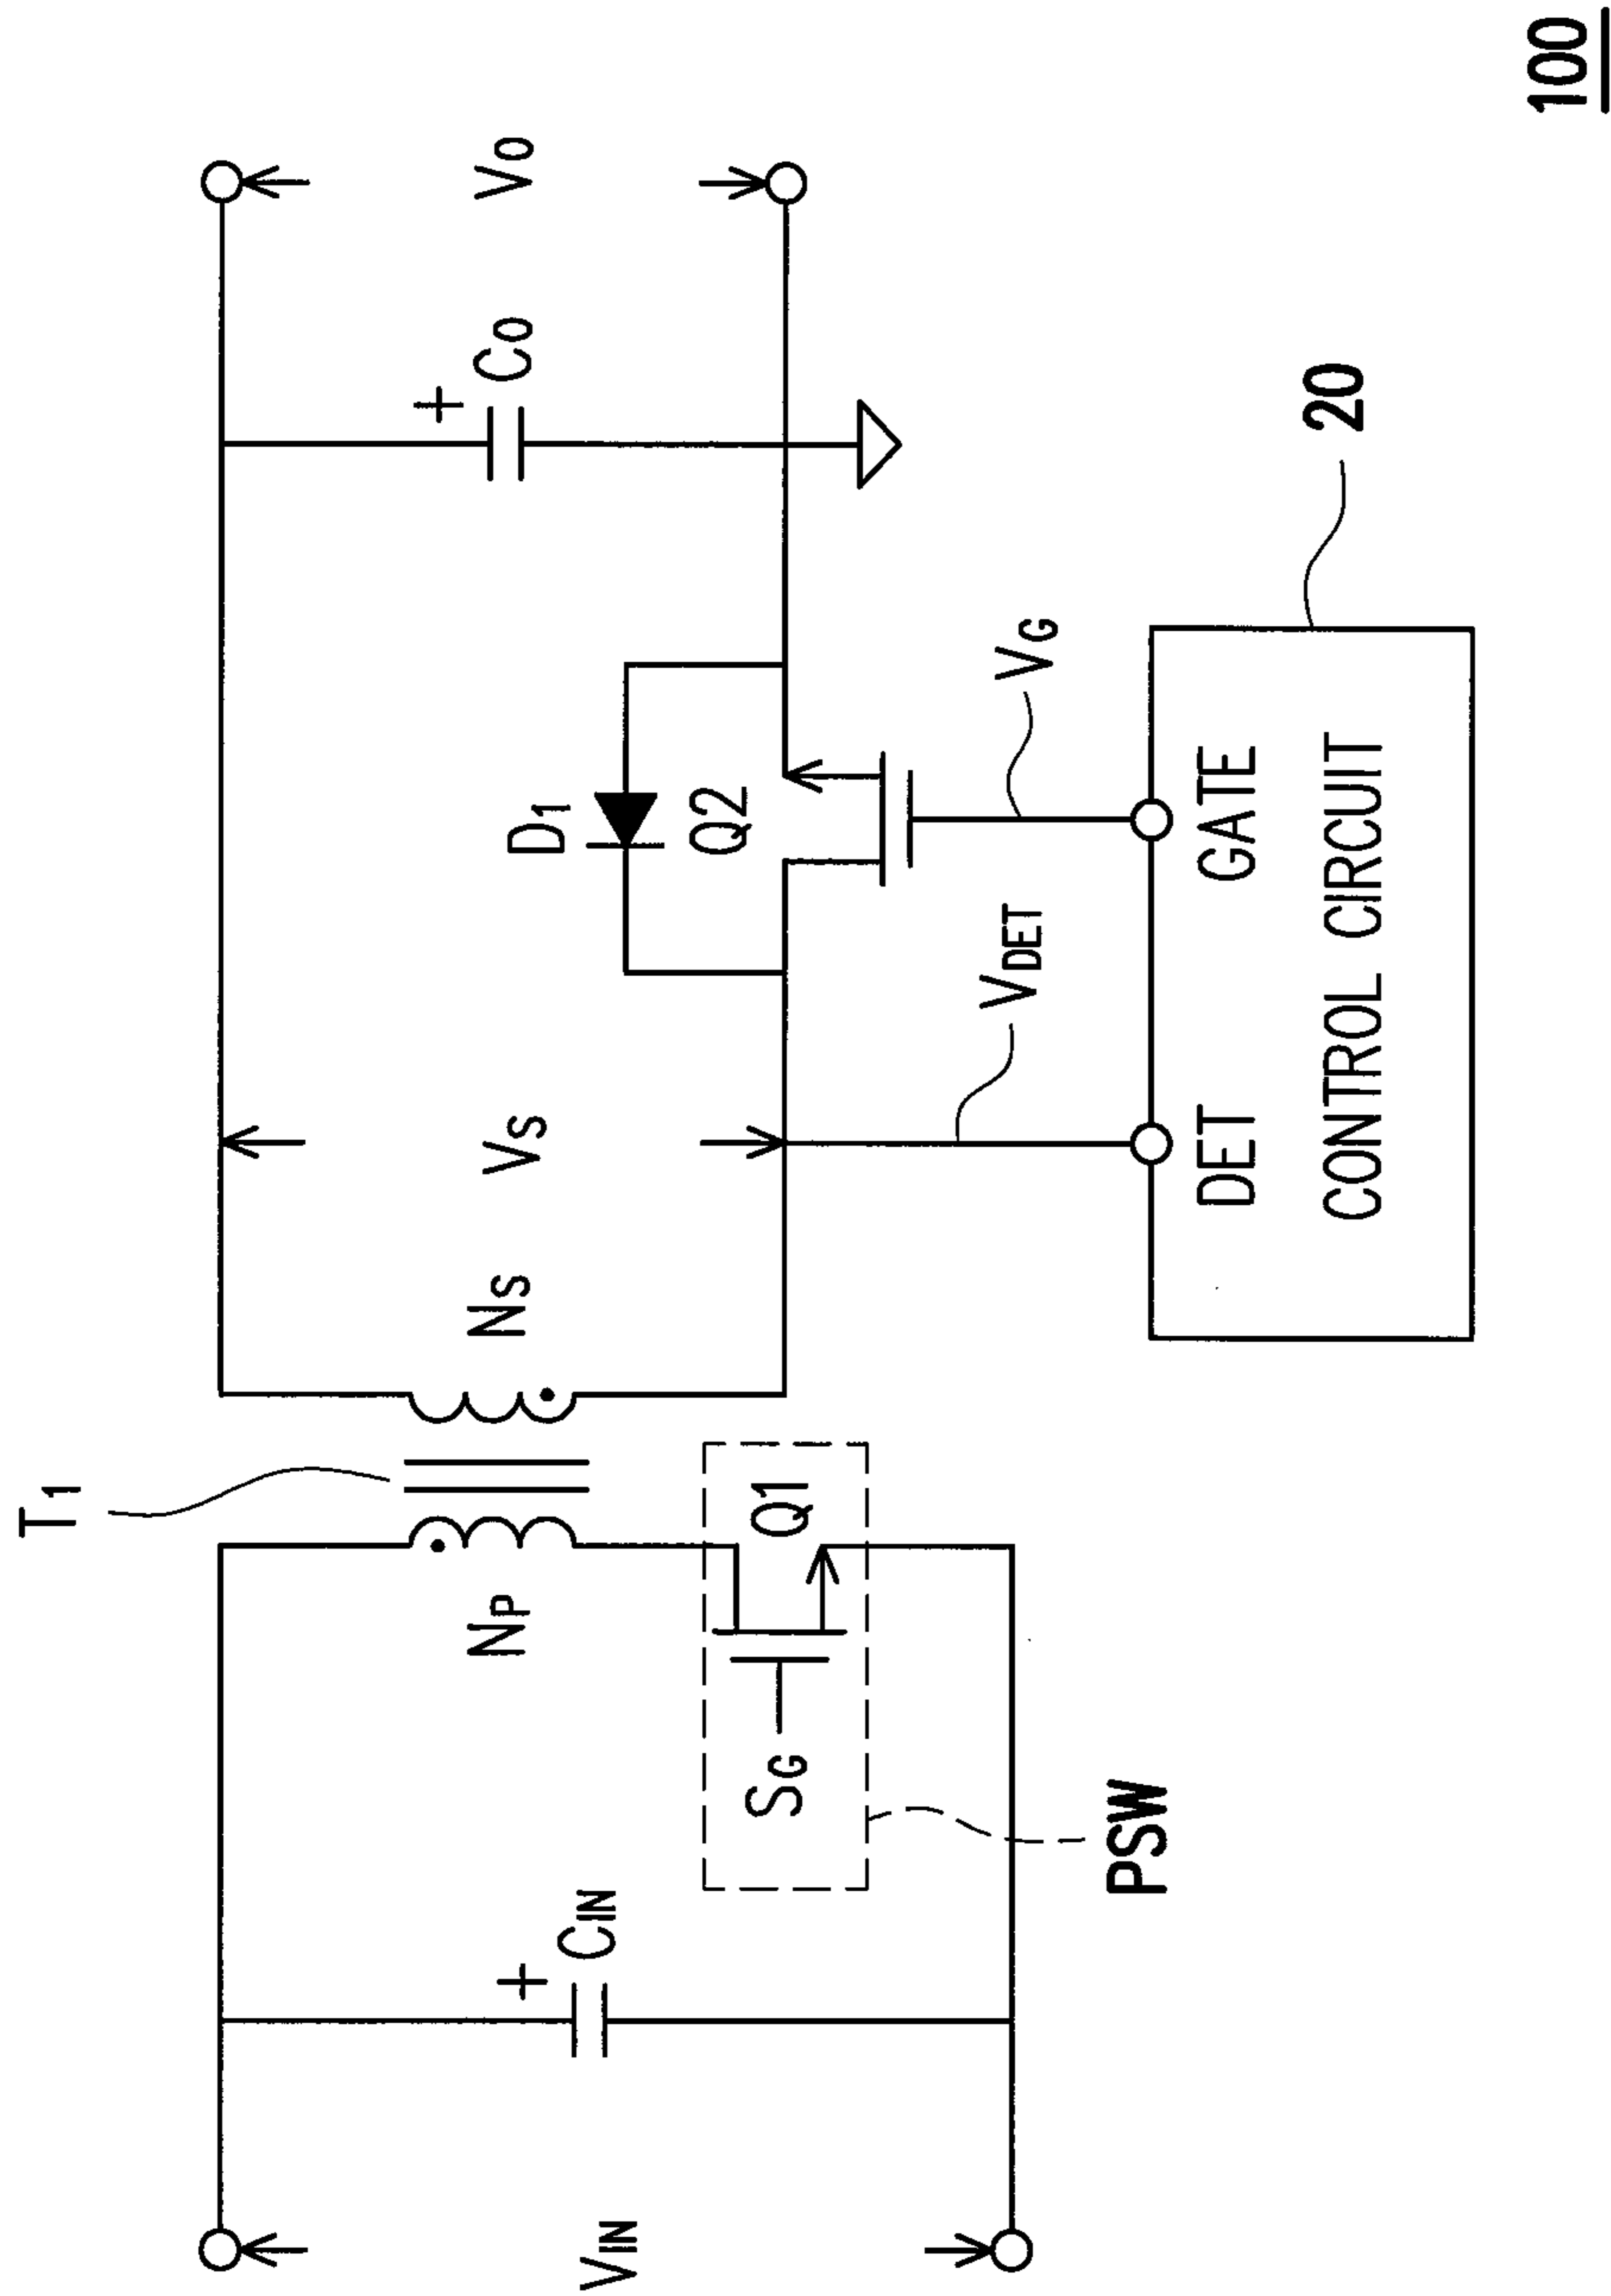 T1
VIN
CIN
NP
NS
VS
D1
Q2
CO
VO
SG
Q1
PSW
VDET
VG
DET
GATE
CONTROL CIRCUIT
20
100